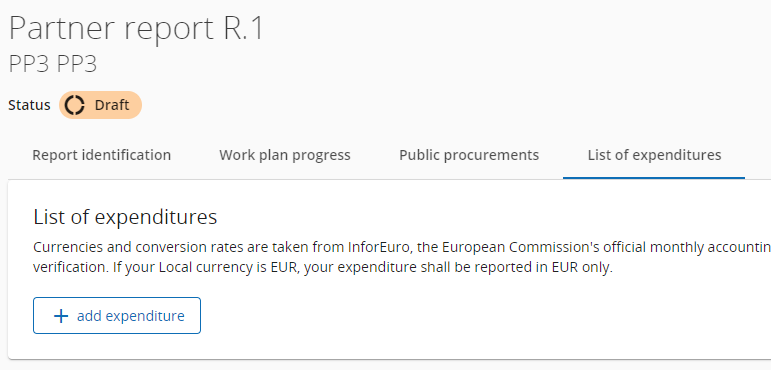 Partner report R.1
PP3 PP3
Status Draft
Report identification Work plan progress Public procurements List of expenditures
List of expenditures
Currencies and conversion rates are taken from InforEuro, the European Commission's official monthly accountin
verification. If your Local currency is EUR, your expenditure shall be reported in EUR only.
+ add expenditure